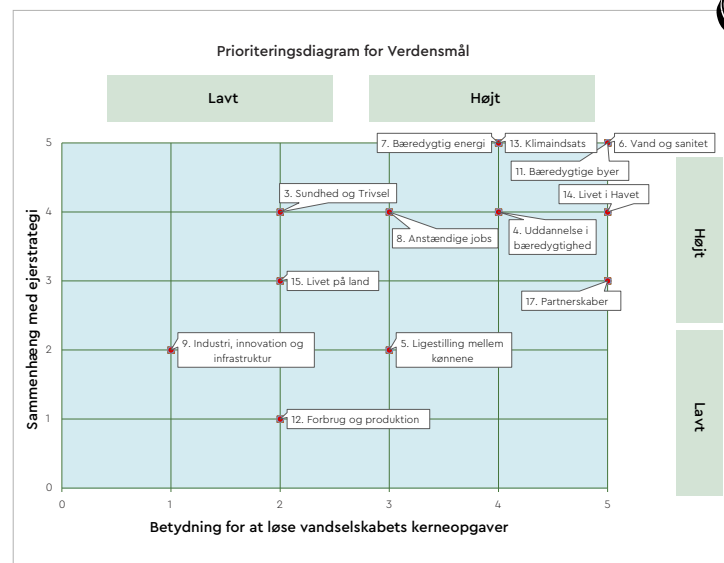 Prioriteringsdiagram for Verdensmål
Lavt
Højt
5
7. Bæredygtig energi
13. Klimaindsats
6. Vand og sanitet
11. Bæredygtige byer
3. Sundhed og Trivsel
14. Livet i Havet
4
8. Anstændige jobs
4. Uddannelse i
bæredygtighed
Højt
3
15. Livet på land
17. Partnerskaber
Sammenhæng med ejerstrategi
2
9. Industri, innovation og
infrastruktur
5. Ligestilling mellem
kønnene
Lavt
1
12. Forbrug og produktion
0
0
1
2
3
4
5
Betydning for at løse vandselskabets kerneopgaver